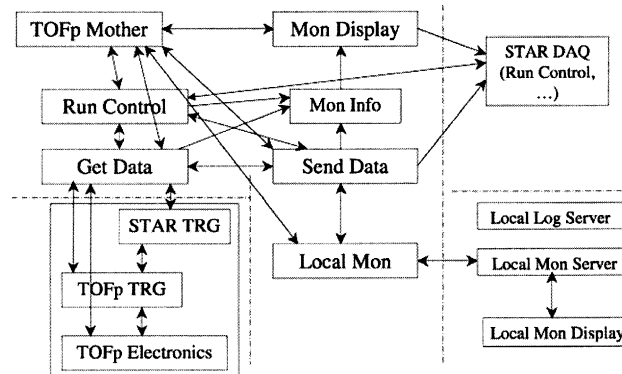 TOFp Mother
Mon Display
STAR DAQ
(Run Control,
...)
Run Control
Mon Info
Get Data
Send Data
STAR TRG
Local Log Server
Local Mon
Local Mon Server
TOFp TRG
Local Mon Display
TOFp Electronics